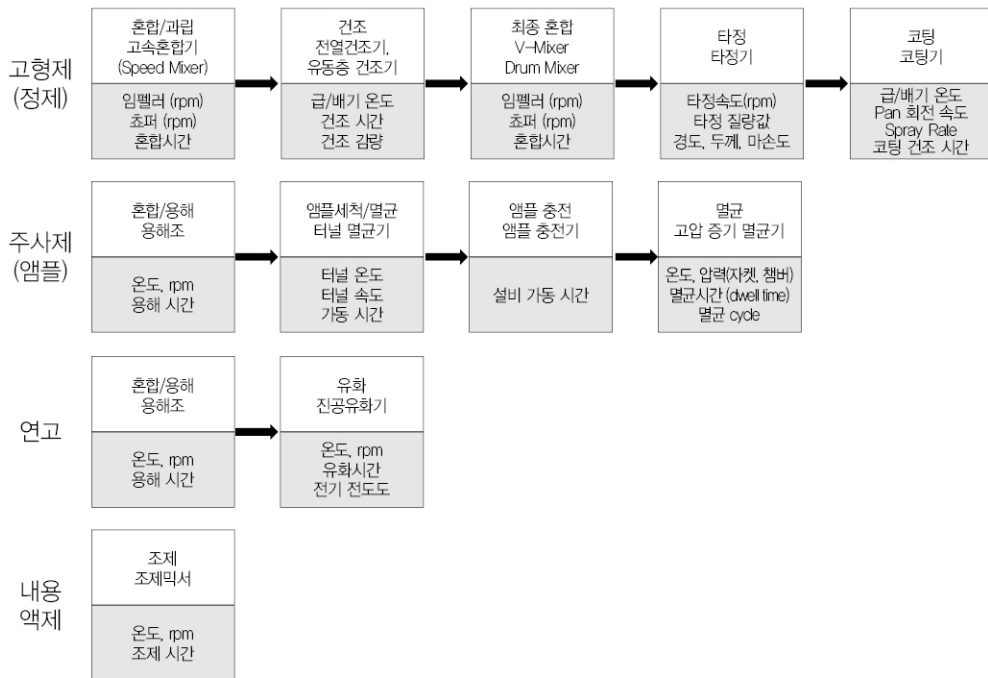 고형제
(정제)
혼합/과립
고속혼합기
(Speed Mixer)
임펠러 (rpm)
쵸퍼 (rpm)
혼합시간
건조
전열건조기,
유동층 건조기
급/배기 온도
건조 시간
건조 감량
최종 혼합
V-Mixer
Drum Mixer
임펠러 (rpm)
쵸퍼 (rpm)
혼합시간
타정
타정기
타정속도(rpm)
타정 질량값
경도, 두께, 마손도
코팅
코팅기
급/배기 온도
Pan 회전 속도
Spray Rate
코팅 건조 시간
주사제
(앰플)
혼합/용해
용해조
온도, rpm
용해 시간
앰플세척/멸균
터널 멸균기
터널 온도
터널 속도
가동 시간
앰플 충전
앰플 충전기
설비 가동 시간
멸균
고압 증기 멸균기
온도, 압력(자켓, 챔버)
멸균시간 (dwell time)
멸균 cycle
연고
혼합/용해
용해조
온도, rpm
용해 시간
유화
진공유화기
온도, rpm
유화시간
전기 전도도
내용
액제
조제
조제믹서
온도, rpm
조제 시간